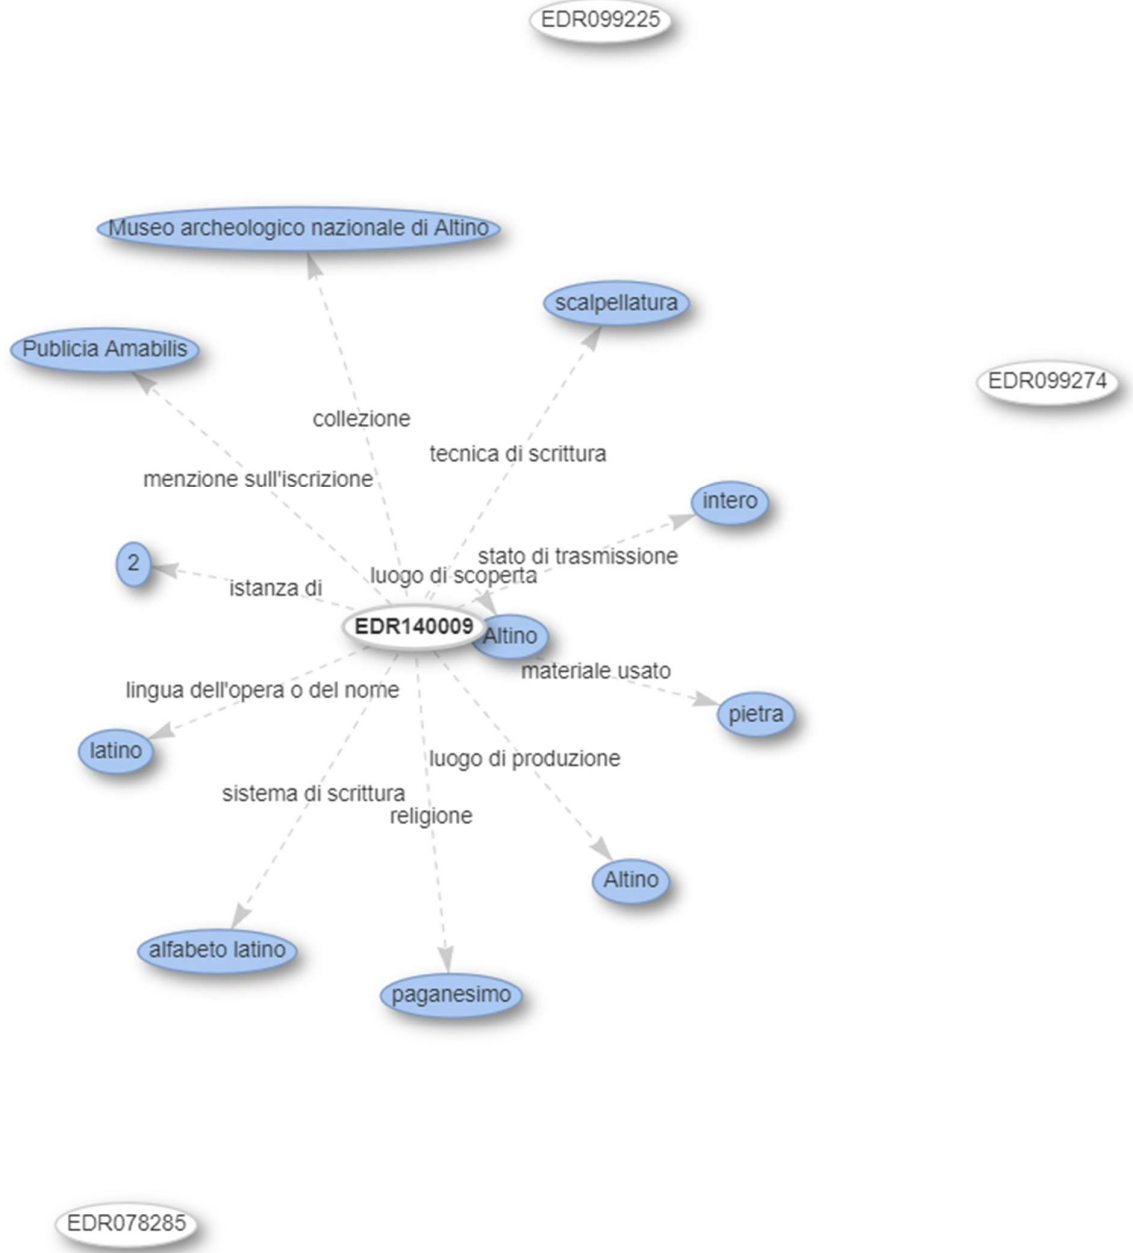 EDR099225
Museo archeologico nazionale di Altino
scalpellatura
Publicia Amabilis
EDR099274
collezione
tecnica di scrittura
menzione sull'iscrizione
intero
stato di trasmissione
2
luogo di scoperta
istanza di
EDR140009
Altino
materiale usato
lingua dell'opera o del nome
pietra
latino
luogo di produzione
sistema di scrittura
religione
Altino
alfabeto latino
paganesimo
EDR078285